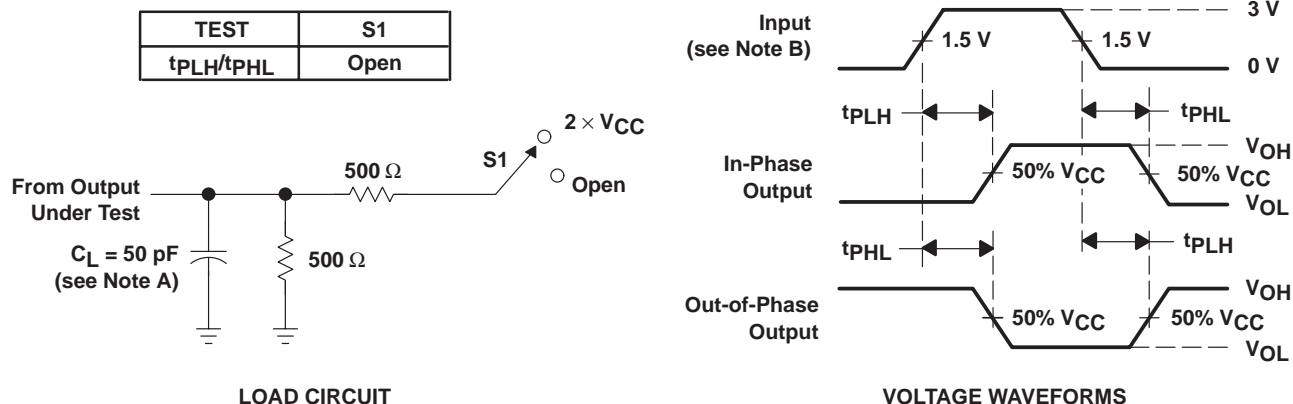 TEST S1
tPLH/tPHL Open
2 × VCC
S1
Open
500 Ω
From Output
Under Test
CL = 50 pF
(see Note A)
500 Ω
LOAD CIRCUIT
Input
(see Note B)
3 V
1.5 V 1.5 V
0 V
tPLH tPHL
In-Phase
Output
VOH
50% VCC 50% VCC
VOL
tPHL tPLH
Out-of-Phase
Output
VOH
50% VCC 50% VCC
VOL
VOLTAGE WAVEFORMS